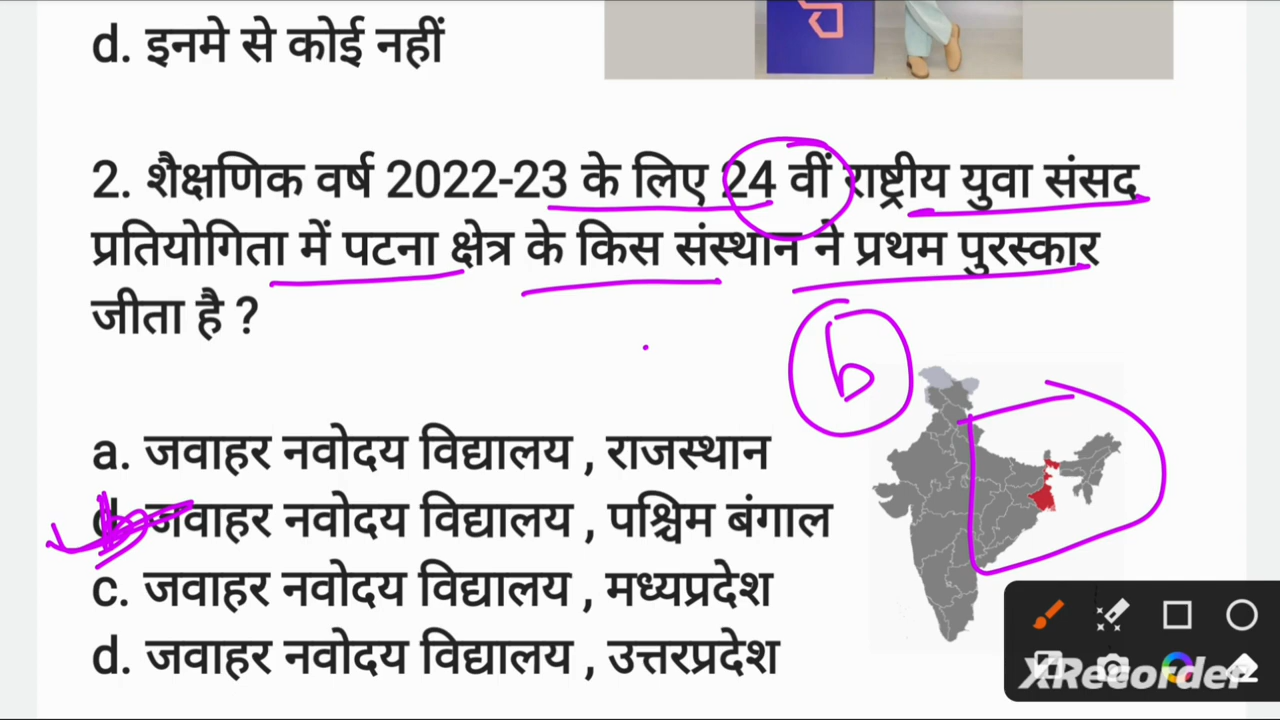 d. इनमे से कोई नहीं
2. शैक्षणिक वर्ष 2022-23 के लिए 24 वीं राष्ट्रीय युवा संसद
प्रतियोगिता में पटना क्षेत्र के किस संस्थान ने प्रथम पुरस्कार
जीता है ?
b
a. जवाहर नवोदय विद्यालय , राजस्थान
b जवाहर नवोदय विद्यालय , पश्चिम बंगाल
c. जवाहर नवोदय विद्यालय , मध्यप्रदेश
d. जवाहर नवोदय विद्यालय , उत्तरप्रदेश
XRecorder